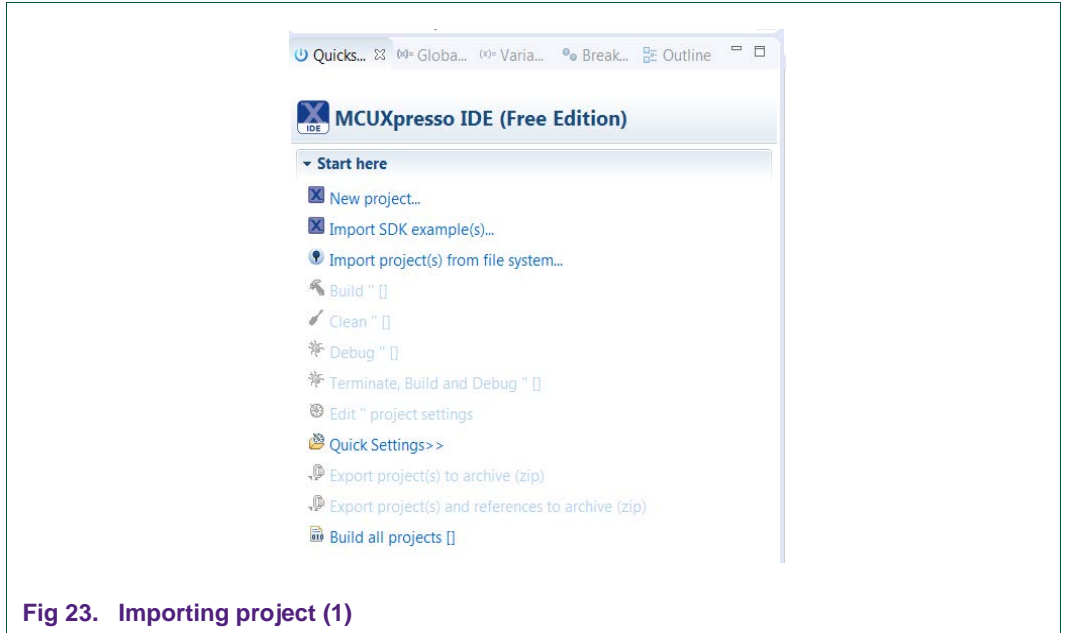 Quicks... Globa... (x)= Varia... Break... Outline
IDE MCUXpresso IDE (Free Edition)
Start here
New project...
Import SDK example(s)...
Import project(s) from file system...
Build '' []
Clean '' []
Debug '' []
Terminate, Build and Debug '' []
Edit '' project settings
Quick Settings>>
Export project(s) to archive (zip)
Export project(s) and references to archive (zip)
010 Build all projects []
Fig 23. Importing project (1)